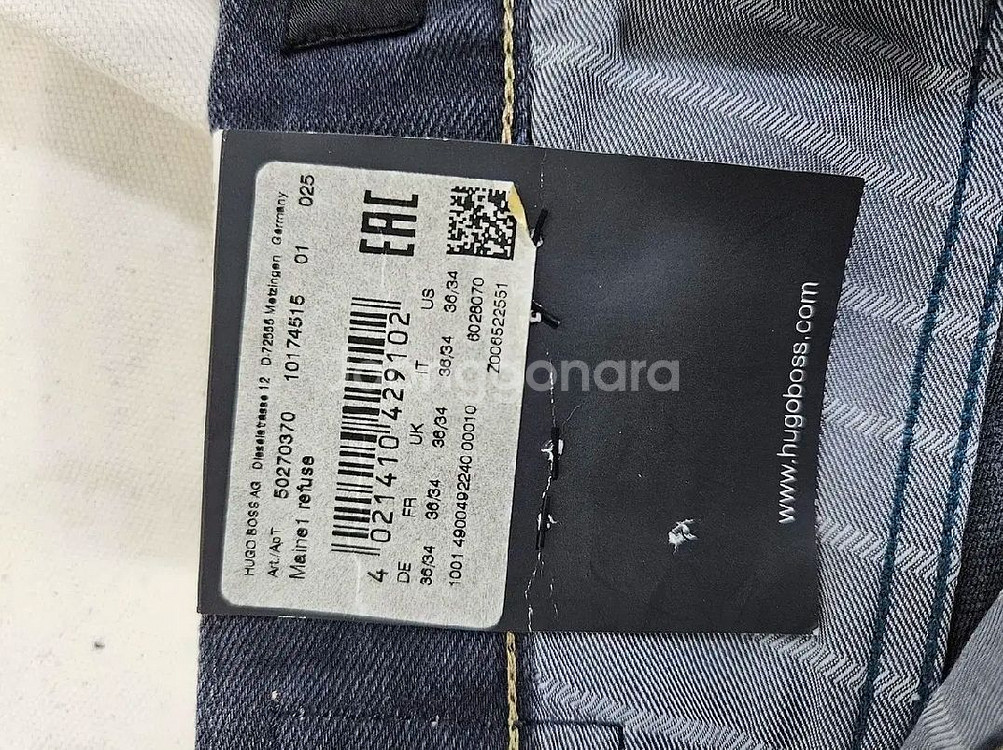 HUGO BOSS AG Dieselstrasse 12 D-72555 Metzingen Germany
Art./Apт 50270370 10174515 01 025
Maine1 refuse
4 021410 429102
EAC
DE FR UK IT US
36/34 36/34 36/34 36/34 36/34
1001 4900492240 00010 6028070
Z006522551
www.hugoboss.com